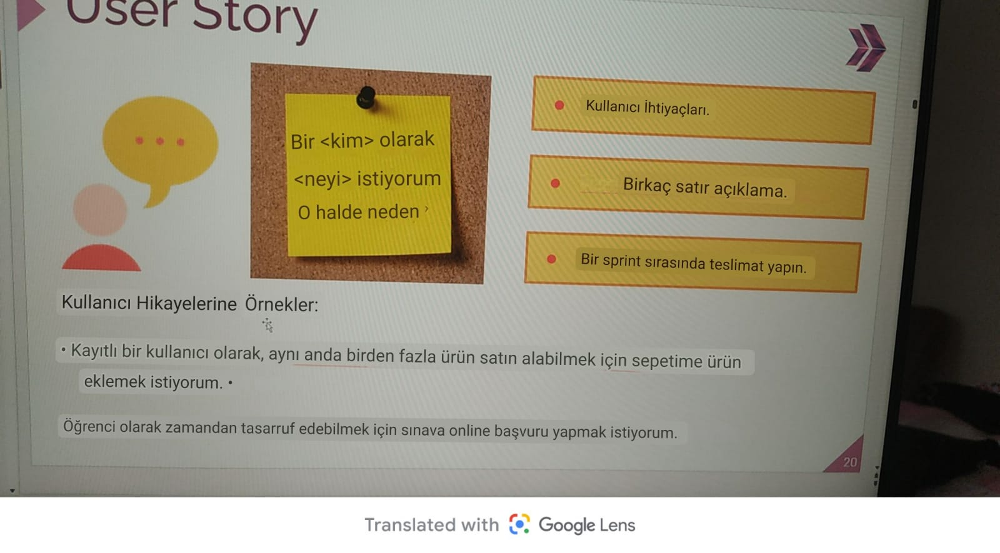 User Story
Bir <kim> olarak
<neyi> istiyorum
O halde neden ›
Kullanıcı İhtiyaçları.
Birkaç satır açıklama.
Bir sprint sırasında teslimat yapın.
Kullanıcı Hikayelerine Örnekler:
• Kayıtlı bir kullanıcı olarak, aynı anda birden fazla ürün satın alabilmek için sepetime ürün
eklemek istiyorum. •
Öğrenci olarak zamandan tasarruf edebilmek için sınava online başvuru yapmak istiyorum.
20
Translated with Google Lens